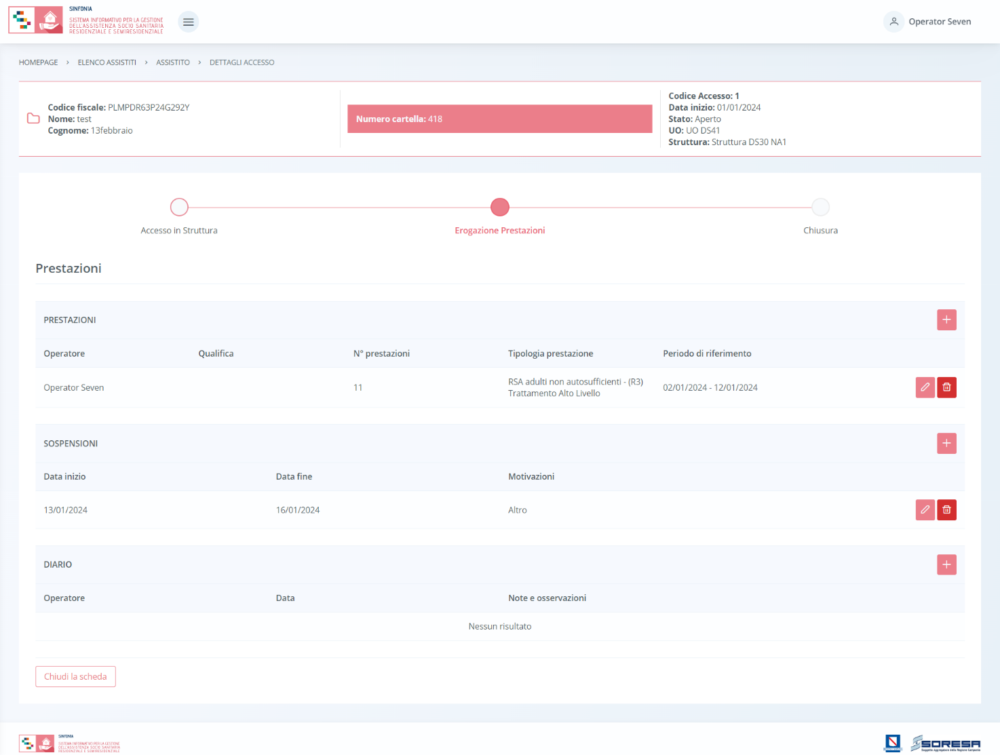 SINFONIA
SISTEMA INFORMATIVO PER LA GESTIONE
DELL'ASSISTENZA SOCIO SANITARIA
RESIDENZIALE E SEMIRESIDENZIALE
Operator Seven
HOMEPAGE > ELENCO ASSISTITI > ASSISTITO > DETTAGLI ACCESSO
Codice fiscale: PLMPDR63P24G292Y
Nome: test
Cognome: 13febbraio
Numero cartella: 418
Codice Accesso: 1
Data inizio: 01/01/2024
Stato: Aperto
UO: UO DS41
Struttura: Struttura DS30 NA1
Accesso in Struttura
Erogazione Prestazioni
Chiusura
Prestazioni
PRESTAZIONI
Operatore Qualifica N° prestazioni Tipologia prestazione Periodo di riferimento
Operator Seven 11 RSA adulti non autosufficienti - (R3) Trattamento Alto Livello 02/01/2024 - 12/01/2024
SOSPENSIONI
Data inizio Data fine Motivazioni
13/01/2024 16/01/2024 Altro
DIARIO
Operatore Data Note e osservazioni
Nessun risultato
Chiudi la scheda
SINFONIA
SISTEMA INFORMATIVO PER LA GESTIONE
DELL'ASSISTENZA SOCIO SANITARIA
RESIDENZIALE E SEMIRESIDENZIALE
SORESA
Soggetto Aggregatore della Regione Campania